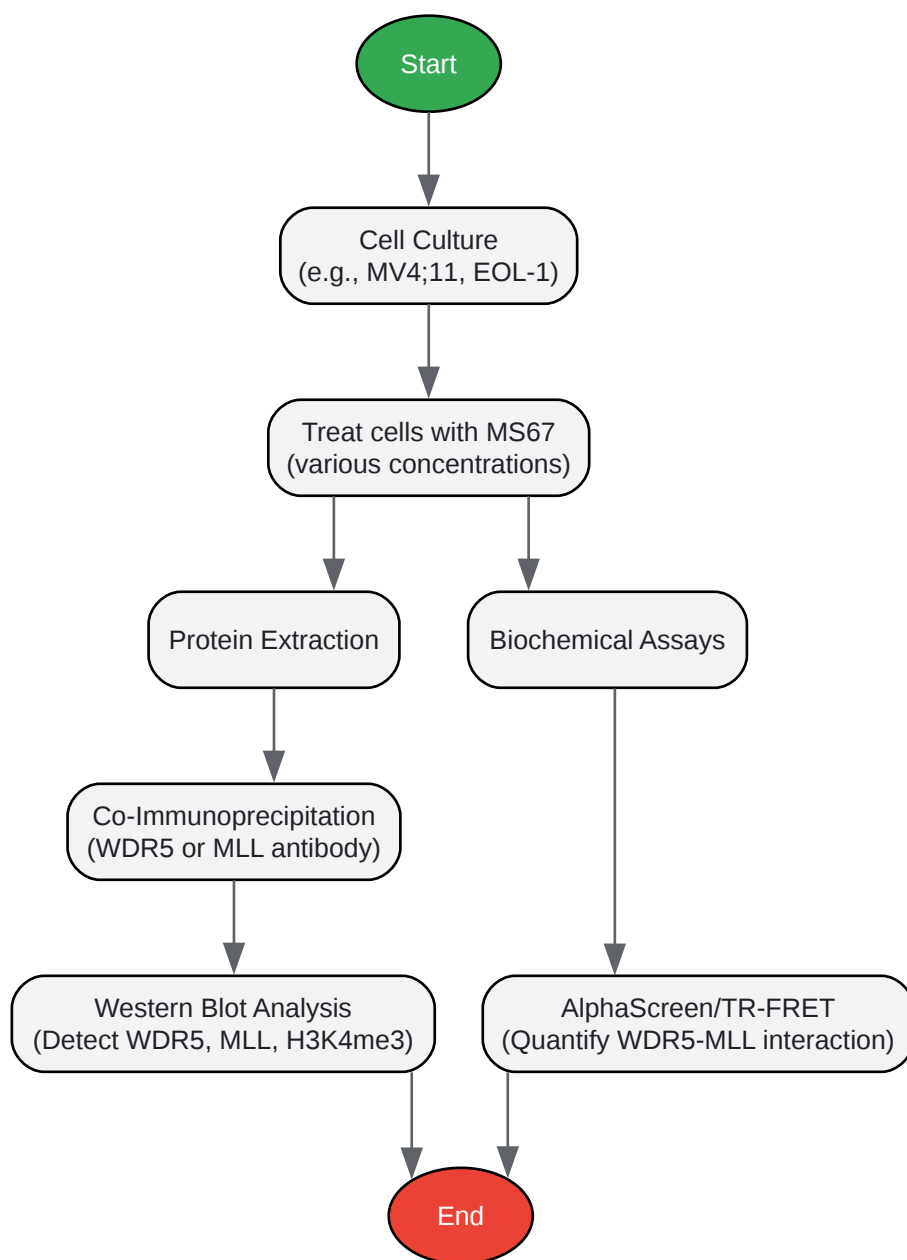 Start
Cell Culture
(e.g., MV4;11, EOL-1)
Treat cells with MS67
(various concentrations)
Protein Extraction
Biochemical Assays
Co-Immunoprecipitation
(WDR5 or MLL antibody)
Western Blot Analysis
(Detect WDR5, MLL, H3K4me3)
AlphaScreen/TR-FRET
(Quantify WDR5-MLL interaction)
End